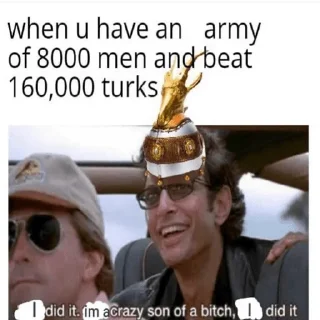 when u have an army
of 8000 men and beat
160,000 turks
I did it. im a crazy son of a bitch, I did it